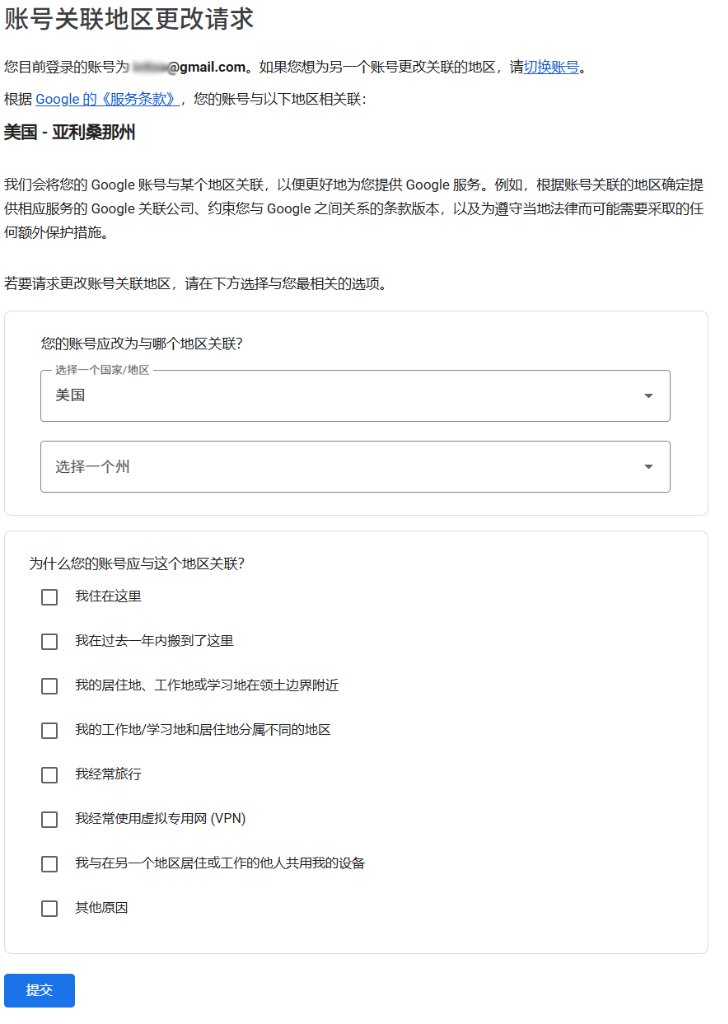 账号关联地区更改请求
您目前登录的账号为 @gmail.com。如果您想为另一个账号更改关联的地区，请切换账号。
根据 Google 的《服务条款》，您的账号与以下地区相关联：
美国 - 亚利桑那州
我们会将您的 Google 账号与某个地区关联，以便更好地为您提供 Google 服务。例如，根据账号关联的地区确定提
供相应服务的 Google 关联公司、约束您与 Google 之间关系的条款版本，以及为遵守当地法律而可能需要采取的任
何额外保护措施。
若要请求更改账号关联地区，请在下方选择与您最相关的选项。
您的账号应改为与哪个地区关联？
选择一个国家/地区
美国
选择一个州
为什么您的账号应与这个地区关联？
我住在这里
我在过去一年内搬到了这里
我的居住地、工作地或学习地在领土边界附近
我的工作地/学习地和居住地分属不同的地区
我经常旅行
我经常使用虚拟专用网 (VPN)
我与在另一个地区居住或工作的他人共用我的设备
其他原因
提交